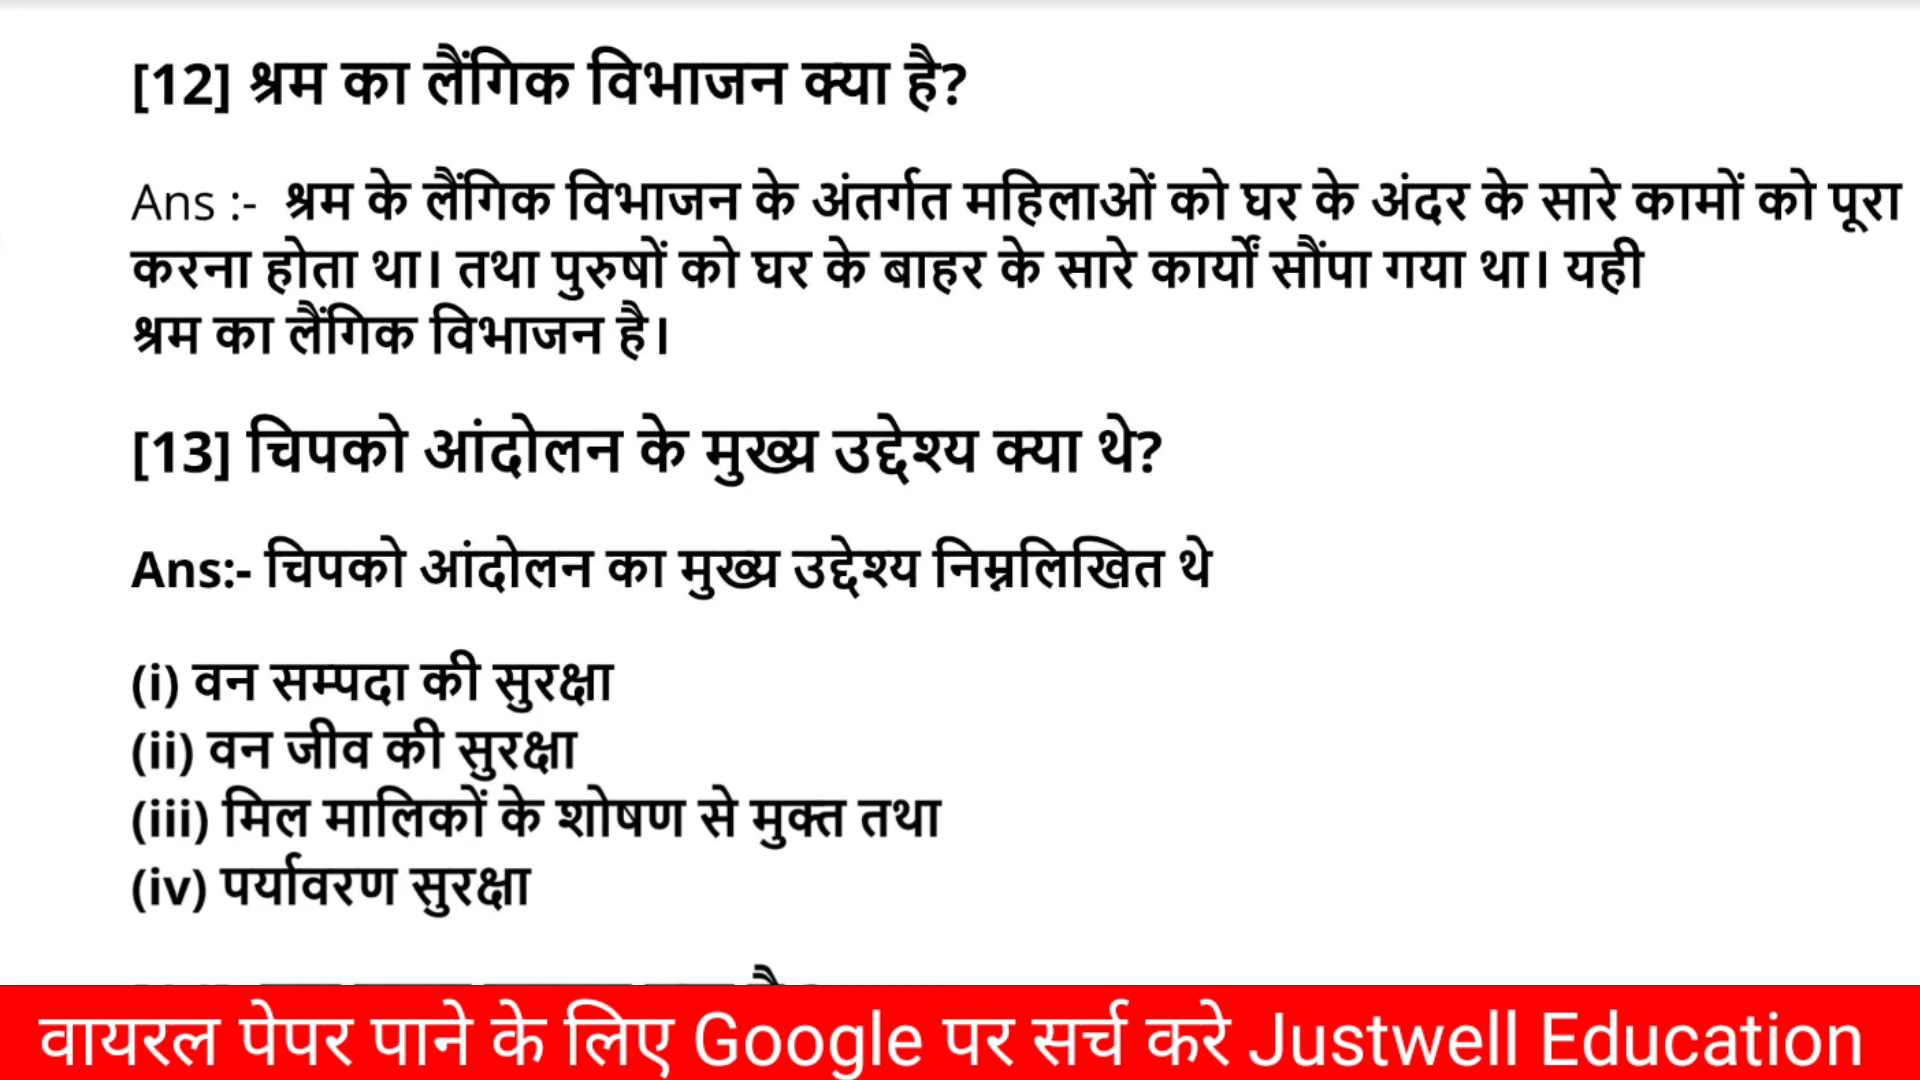 [12] श्रम का लैंगिक विभाजन क्या है?
Ans :- श्रम के लैंगिक विभाजन के अंतर्गत महिलाओं को घर के अंदर के सारे कामों को पूरा
करना होता था। तथा पुरुषों को घर के बाहर के सारे कार्यों सौंपा गया था। यही
श्रम का लैंगिक विभाजन है।
[13] चिपको आंदोलन के मुख्य उद्देश्य क्या थे?
Ans:- चिपको आंदोलन का मुख्य उद्देश्य निम्नलिखित थे
(i) वन सम्पदा की सुरक्षा
(ii) वन जीव की सुरक्षा
(iii) मिल मालिकों के शोषण से मुक्त तथा
(iv) पर्यावरण सुरक्षा
वायरल पेपर पाने के लिए Google पर सर्च करे Justwell Education